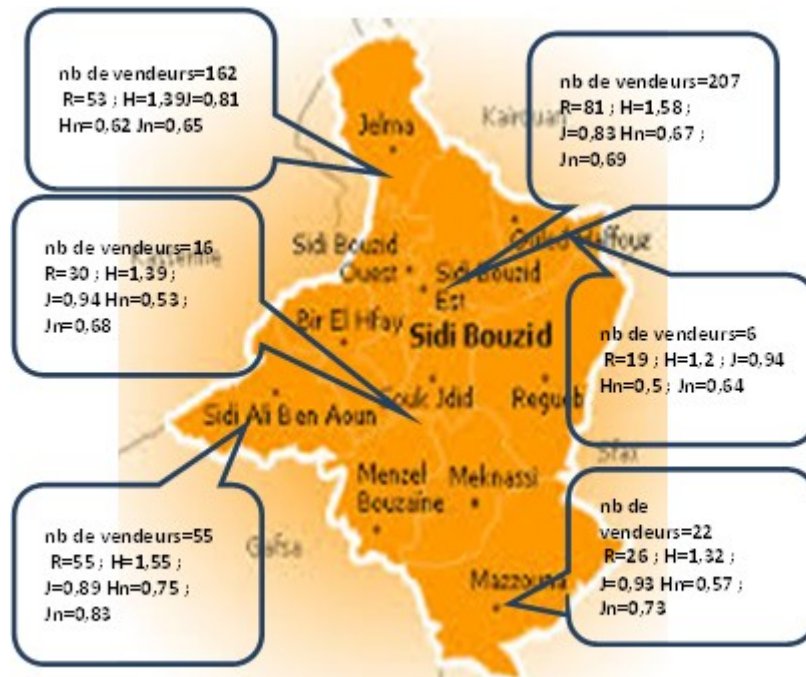 nb de vendeurs=162
R=53 ; H=1,39J=0,81
Hn=0,62 Jn=0,65
nb de vendeurs=207
R=81 ; H=1,58 ;
J=0,83 Hn=0,67 ;
Jn=0,69
Kairouan
Jelma
nb de vendeurs=16
R=30 ; H=1,39 ;
J=0,94 Hn=0,53 ;
Jn=0,68
Sidi Bouzid
Ouest
Sidi Bouzid
Est
Bir El Hfay
Sidi Bouzid
nb de vendeurs=6
R=19 ; H=1,2 ; J=0,94
Hn=0,5 ; Jn=0,64
Souk Jdid
Regueb
Sidi Ali Ben Aoun
Sfax
Menzel
Bouzaïne
Meknassi
nb de vendeurs=55
R=55 ; H=1,55 ;
J=0,89 Hn=0,75 ;
Jn=0,83
Gafsa
nb de
vendeurs=22
R=26 ; H=1,32 ;
J=0,93 Hn=0,57 ;
Jn=0,73
Mazzouna